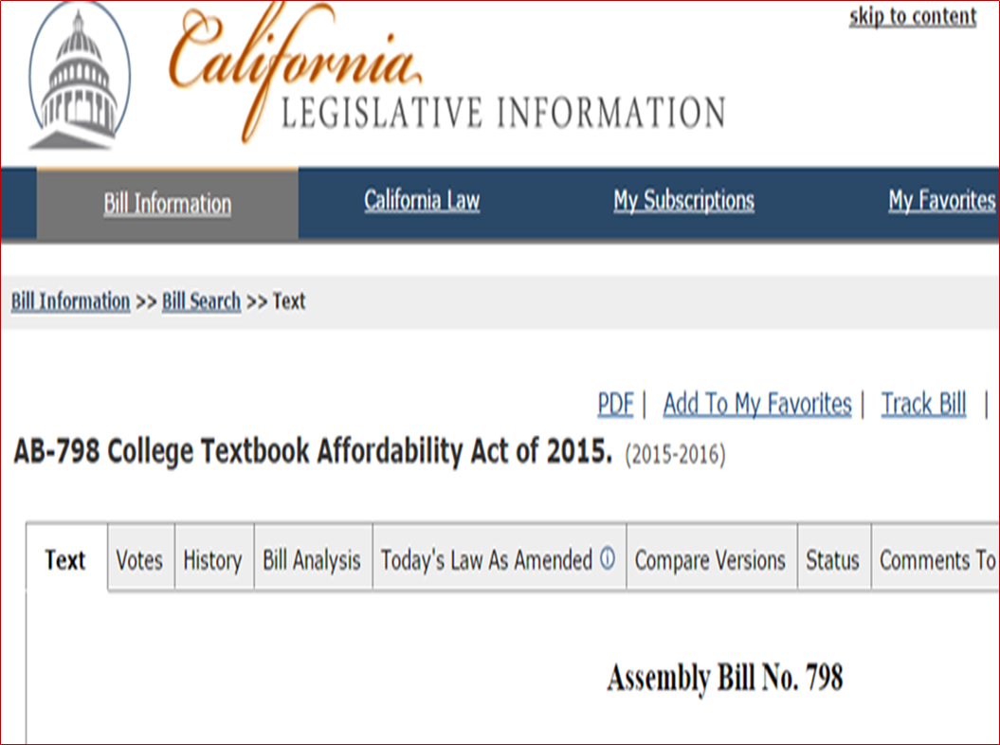 skip to content
California
LEGISLATIVE INFORMATION
Bill Information California Law My Subscriptions My Favorites
Bill Information >> Bill Search >> Text
PDF | Add To My Favorites | Track Bill |
AB-798 College Textbook Affordability Act of 2015. (2015-2016)
Text Votes History Bill Analysis Today's Law As Amended ⓘ Compare Versions Status Comments To
Assembly Bill No. 798